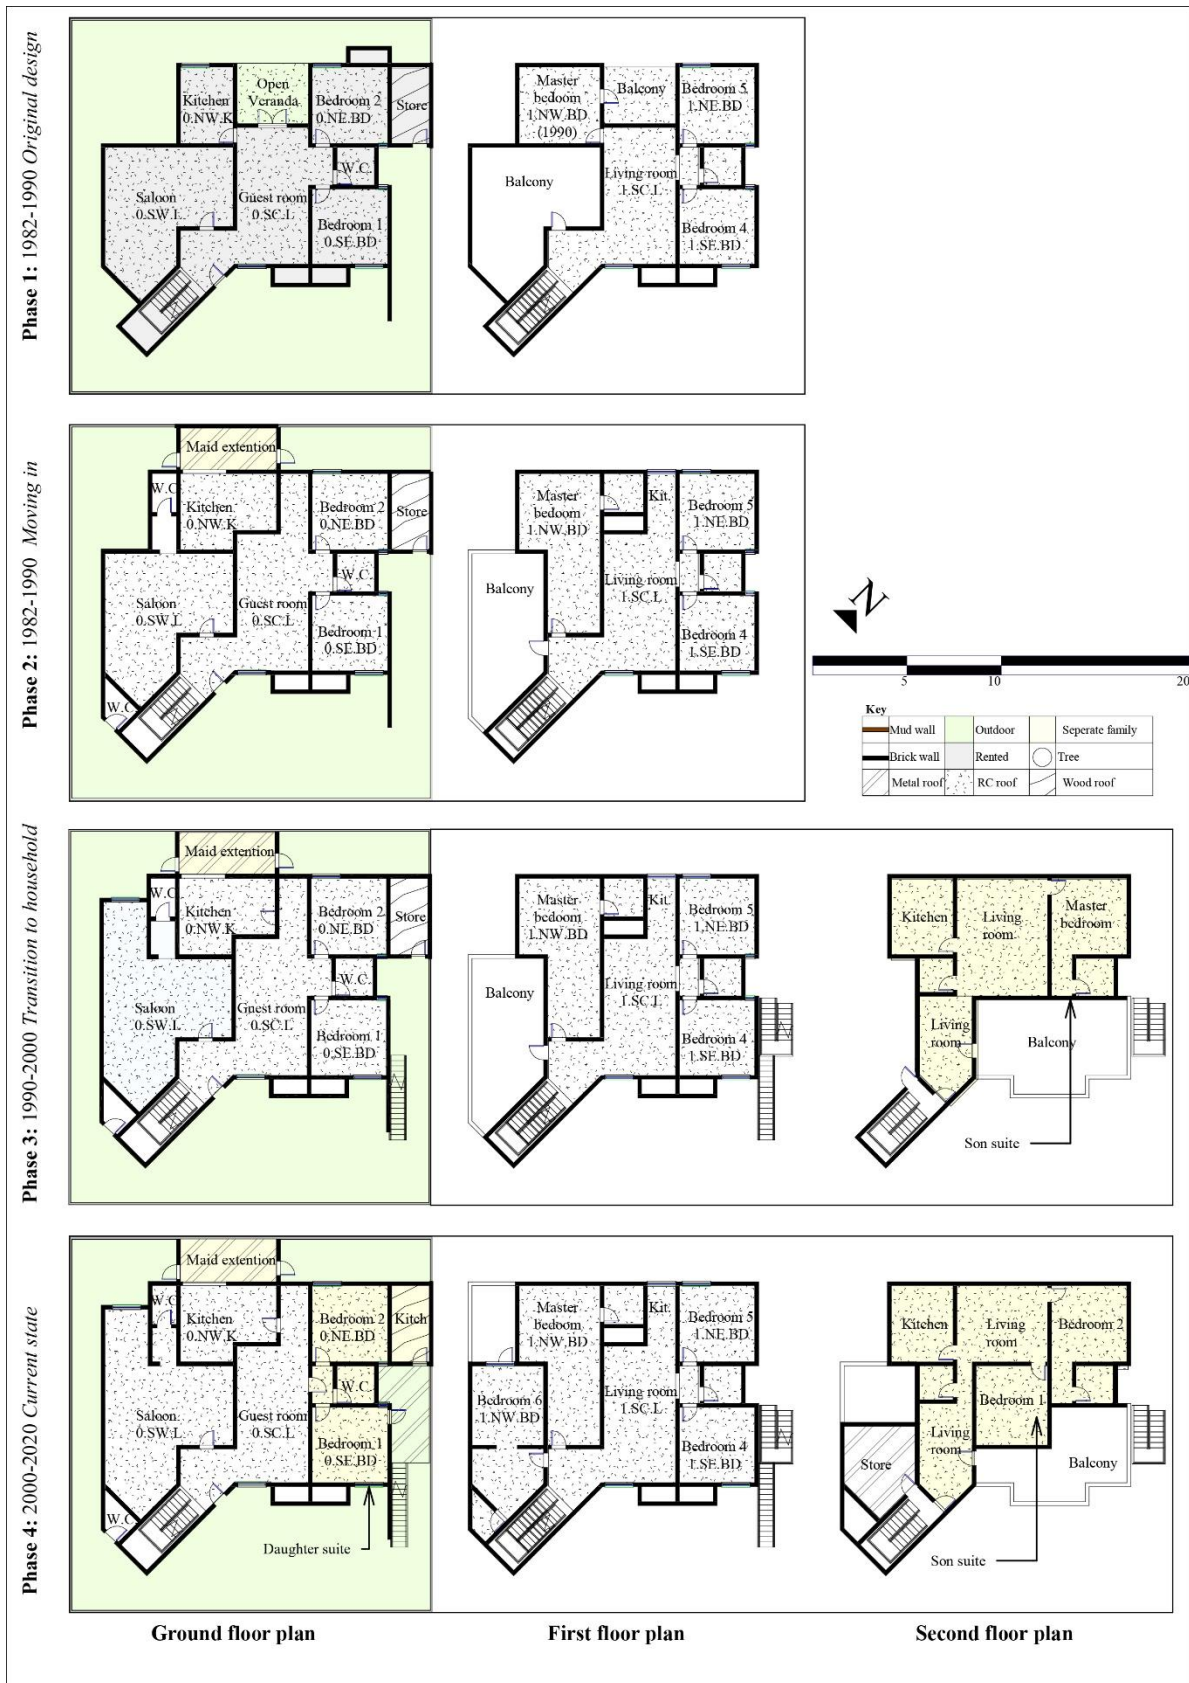 Phase 1: 1982-1990 Original design
Open
Veranda
Kitchen
0.NW.K
Bedroom 2
0.NE.BD
Store
W.C
Saloon
0.SW.L
Guest room
0.SC.L
Bedroom 1
0.SE.BD
Master
bedoom
1.NW.BD
(1990)
Balcony
Bedroom 5
1.NE.BD
Balcony
Living room
1.SC.L
Bedroom 4
1.SE.BD
Phase 2: 1982-1990 Moving in
Maid extention
W.C
Kitchen
0.NW.K
Bedroom 2
0.NE.BD
Store
W.C
Saloon
0.SW.L
Guest room
0.SC.L
Bedroom 1
0.SE.BD
W.C
Master
bedoom
1.NW.BD
Kit.
Bedroom 5
1.NE.BD
Balcony
Living room
1.SC.L
Bedroom 4
1.SE.BD
N
5 10 20
Key
Mud wall Outdoor Seperate family
Brick wall Rented Tree
Metal roof RC roof Wood roof
Phase 3: 1990-2000 Transition to household
Maid extention
W.C
Kitchen
0.NW.K
Bedroom 2
0.NE.BD
Store
W.C
Saloon
0.SW.L
Guest room
0.SC.L
Bedroom 1
0.SE.BD
Master
bedoom
1.NW.BD
Kit.
Bedroom 5
1.NE.BD
Balcony
Living room
1.SC.L
Bedroom 4
1.SE.BD
Kitchen
Living
room
Master
bedroom
Living
room
Balcony
Son suite
Phase 4: 2000-2020 Current state
Maid extention
W.C
Kitchen
0.NW.K
Bedroom 2
0.NE.BD
Kitch
W.C
Saloon
0.SW.L
Guest room
0.SC.L
Bedroom 1
0.SE.BD
W.C
Daughter suite
Master
bedoom
1.NW.BD
Kit.
Bedroom 5
1.NE.BD
Bedroom 6
1.NW.BD
Living room
1.SC.L
Bedroom 4
1.SE.BD
Kitchen
Living
room
Bedroom 2
Bedroom 1
Living
room
Store
Balcony
Son suite
Ground floor plan
First floor plan
Second floor plan